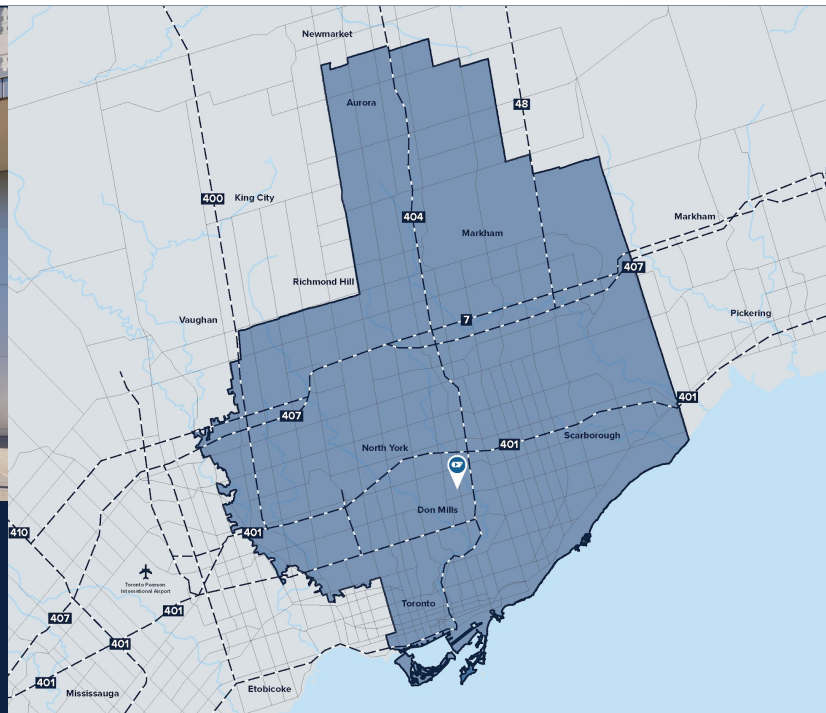 Newmarket
Aurora
48
400
King City
404
Markham
Markham
Richmond Hill
407
Vaughan
7
Pickering
401
407
North York
401
Scarborough
CF
Don Mills
410
401
Toronto Pearson
International Airport
Toronto
407
401
401
401
Mississauga
Etobicoke